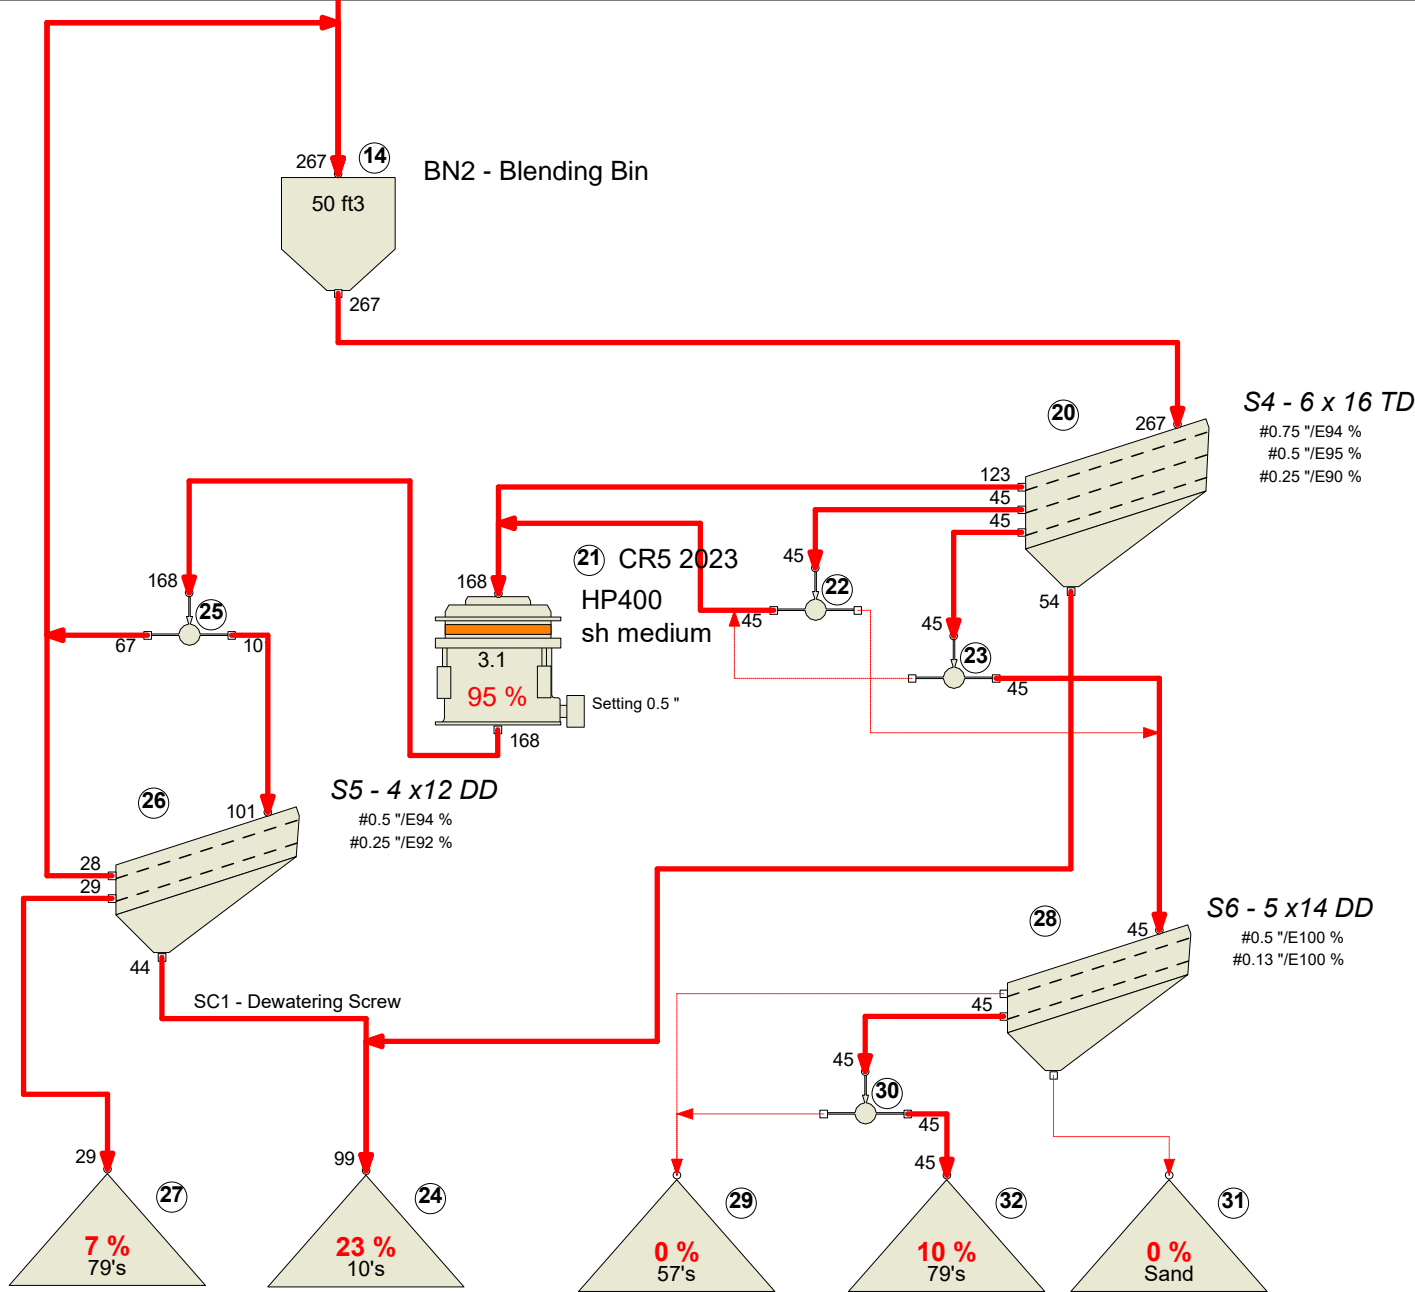 267
14
BN2 - Blending Bin
50 ft3
267
S4 - 6 x 16 TD
#0.75 "/E94 %
#0.5 "/E95 %
#0.25 "/E90 %
20
267
123
45
45
54
21 CR5 2023
HP400
sh medium
168
3.1
95 %
Setting 0.5 "
168
45
22
45
45
23
45
168
25
67
10
S5 - 4 x12 DD
#0.5 "/E94 %
#0.25 "/E92 %
26
101
28
29
44
SC1 - Dewatering Screw
S6 - 5 x14 DD
#0.5 "/E100 %
#0.13 "/E100 %
28
45
45
45
30
45
29
27
7 %
79's
99
24
23 %
10's
29
0 %
57's
45
32
10 %
79's
31
0 %
Sand